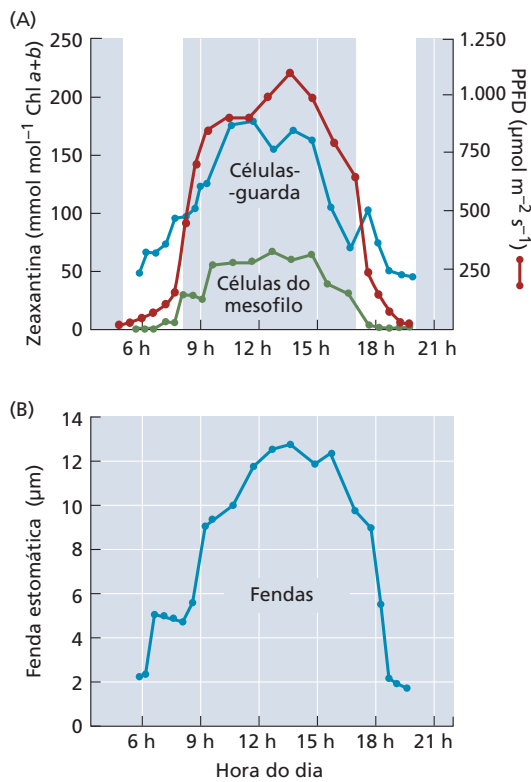 (A)
Zeaxantina (mmol mol⁻¹ Chl a+b)
250
200
150
100
50
0
Células-
-guarda
Células do
mesofilo
1.250
1.000
750
500
250
PPFD (µmol m⁻² s⁻¹)
6 h 9 h 12 h 15 h 18 h 21 h
(B)
Fenda estomática (µm)
14
12
10
8
6
4
2
0
Fendas
6 h 9 h 12 h 15 h 18 h 21 h
Hora do dia